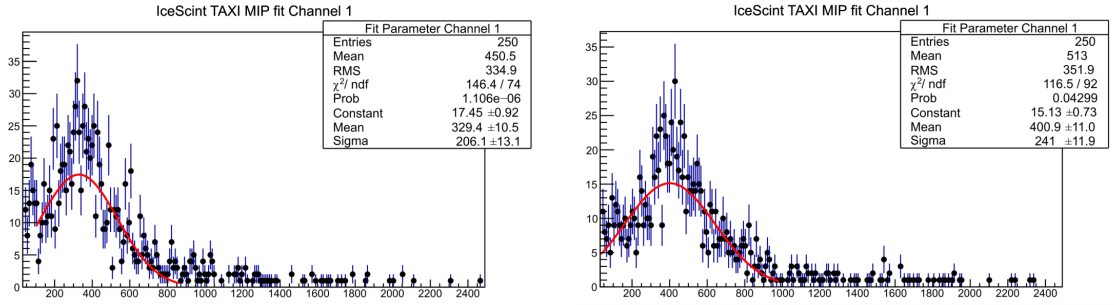 IceScint TAXI MIP fit Channel 1
Fit Parameter Channel 1
Entries 250
Mean 450.5
RMS 334.9
χ²/ ndf 146.4 / 74
Prob 1.106e−06
Constant 17.45 ±0.92
Mean 329.4 ±10.5
Sigma 206.1 ±13.1
35
30
25
20
15
10
5
0
200 400 600 800 1000 1200 1400 1600 1800 2000 2200 2400
IceScint TAXI MIP fit Channel 1
Fit Parameter Channel 1
Entries 250
Mean 513
RMS 351.9
χ²/ ndf 116.5 / 92
Prob 0.04299
Constant 15.13 ±0.73
Mean 400.9 ±11.0
Sigma 241 ±11.9
35
30
25
20
15
10
5
0
200 400 600 800 1000 1200 1400 1600 1800 2000 2200 2400